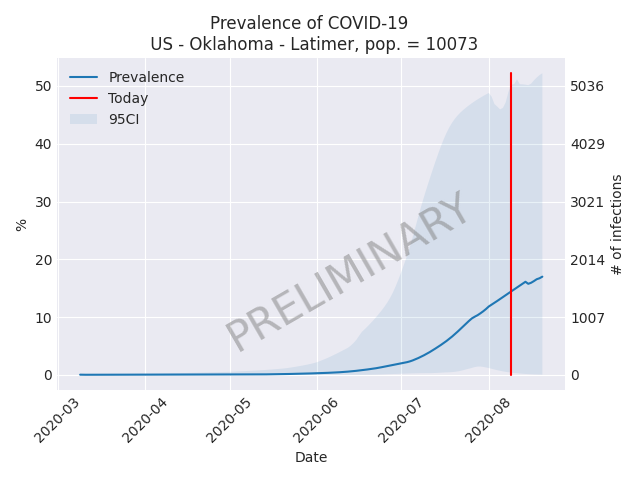 Prevalence of COVID-19
US - Oklahoma - Latimer, pop. = 10073
Prevalence
Today
95CI
50
40
30
20
10
0
%
5036
4029
3021
2014
1007
0
# of infections
PRELIMINARY
2020-03
2020-04
2020-05
2020-06
2020-07
2020-08
Date